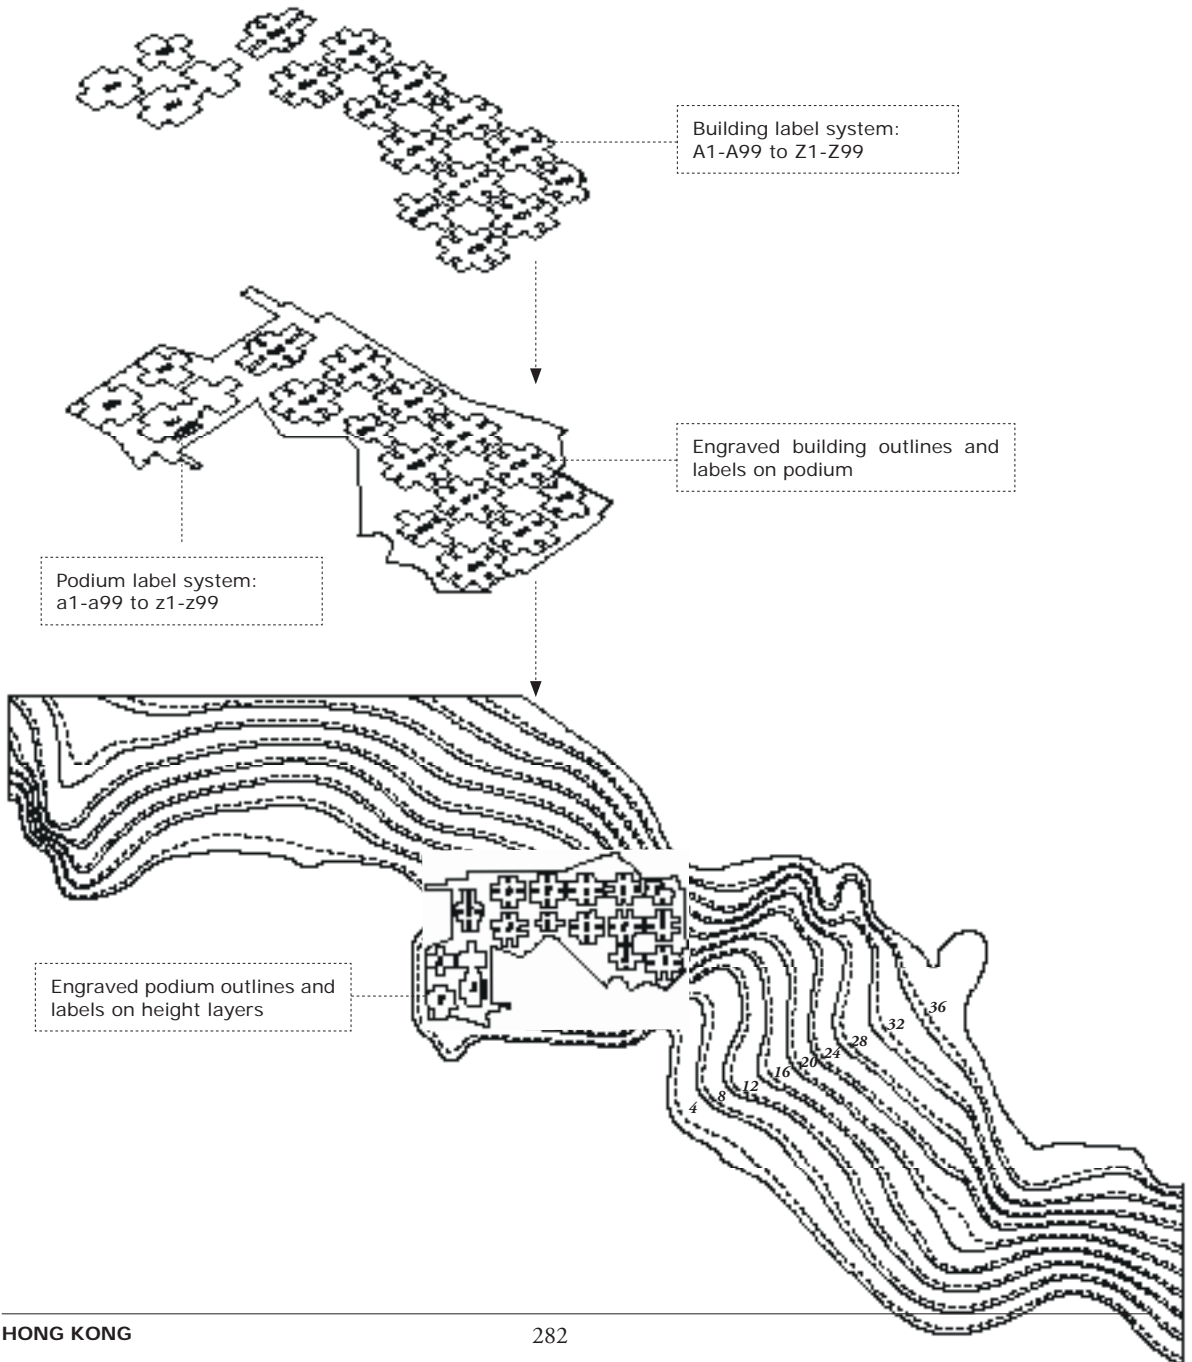 Building label system:
A1-A99 to Z1-Z99
Engraved building outlines and
labels on podium
Podium label system:
a1-a99 to z1-z99
Engraved podium outlines and
labels on height layers
36
32
28
24
20
16
12
8
4
HONG KONG
282